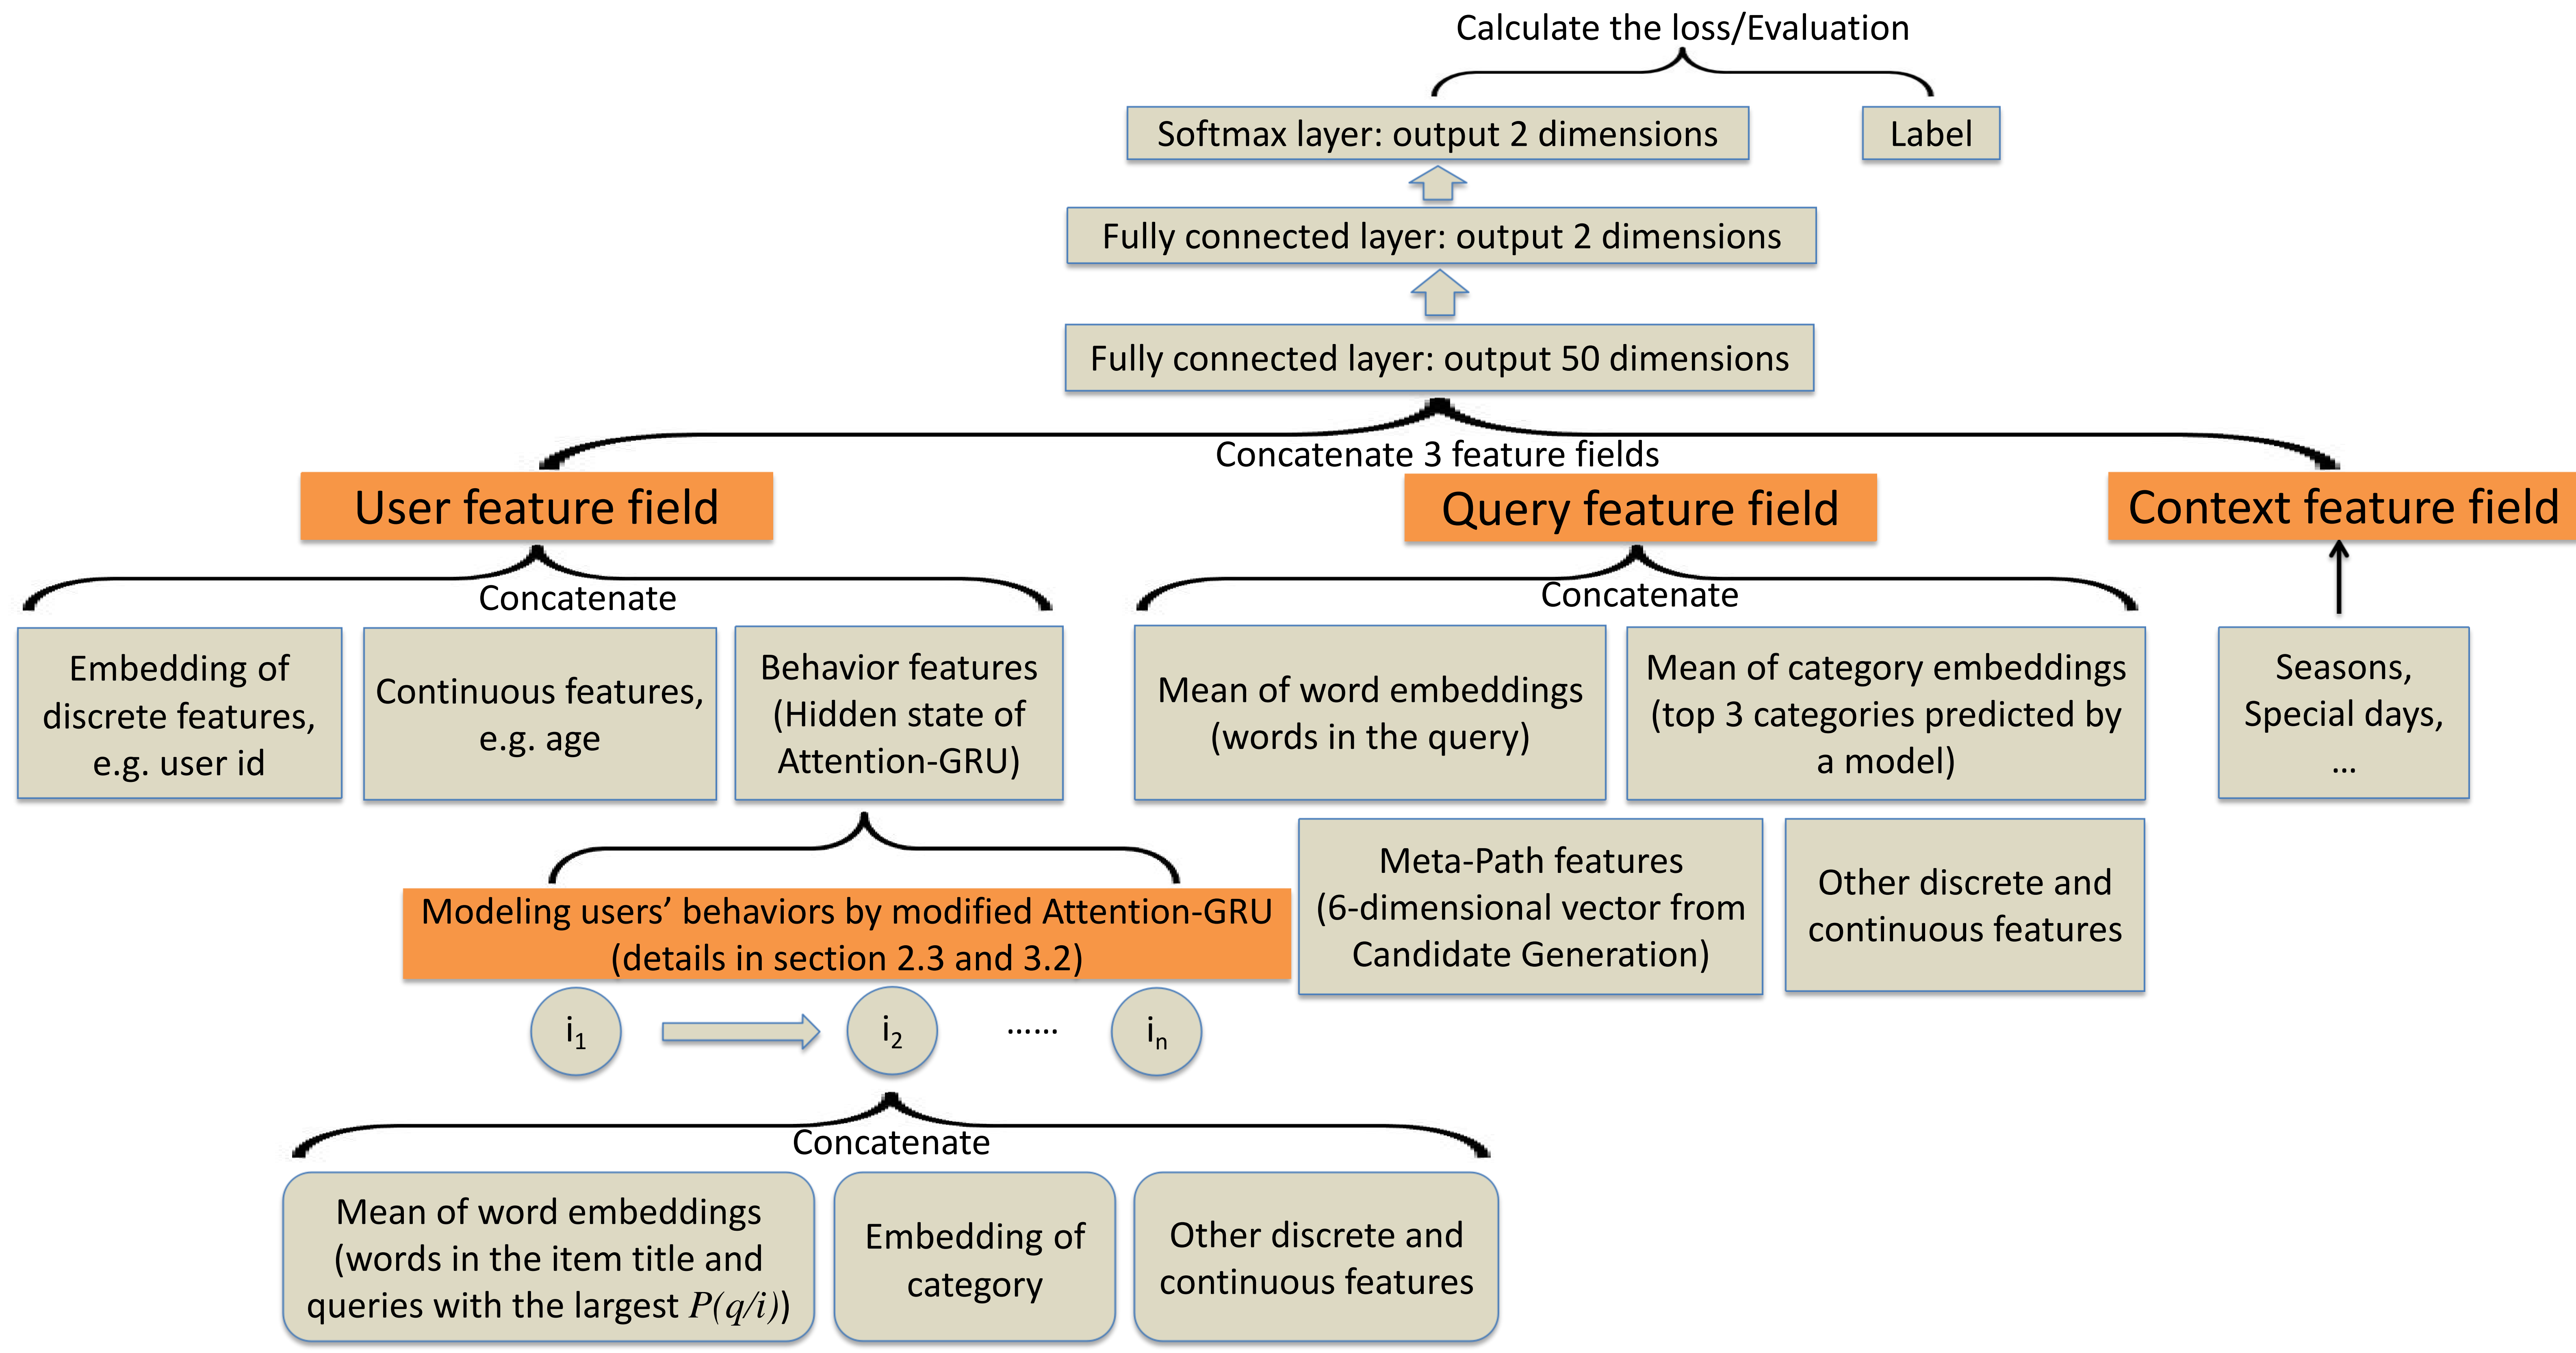 Calculate the loss/Evaluation
Softmax layer: output 2 dimensions
Label
Fully connected layer: output 2 dimensions
Fully connected layer: output 50 dimensions
Concatenate 3 feature fields
User feature field
Query feature field
Context feature field
Concatenate
Concatenate
Embedding of
discrete features,
e.g. user id
Continuous features,
e.g. age
Behavior features
(Hidden state of
Attention-GRU)
Mean of word embeddings
(words in the query)
Mean of category embeddings
(top 3 categories predicted by
a model)
Seasons,
Special days,
...
Meta-Path features
(6-dimensional vector from
Candidate Generation)
Other discrete and
continuous features
Modeling users’ behaviors by modified Attention-GRU
(details in section 2.3 and 3.2)
i1
i2
......
in
Concatenate
Mean of word embeddings
(words in the item title and
queries with the largest P(q/i))
Embedding of
category
Other discrete and
continuous features